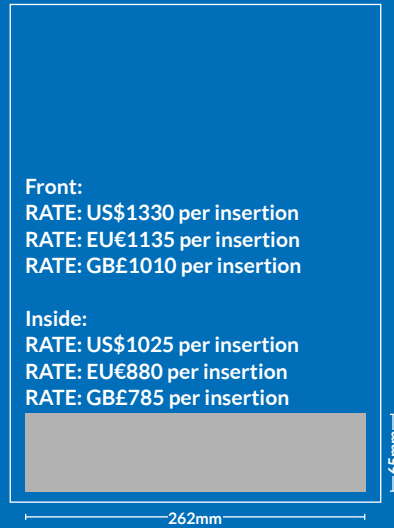 Front:
RATE: US$1330 per insertion
RATE: EU€1135 per insertion
RATE: GB£1010 per insertion
Inside:
RATE: US$1025 per insertion
RATE: EU€880 per insertion
RATE: GB£785 per insertion
65mm
262mm